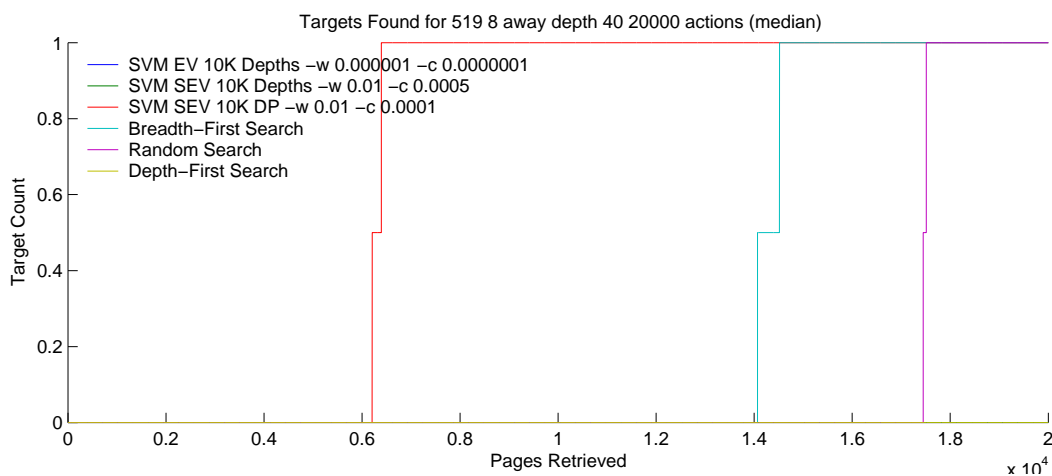 Targets Found for 519 8 away depth 40 20000 actions (median)
1
0.8
0.6
0.4
0.2
0
Target Count
SVM EV 10K Depths −w 0.000001 −c 0.0000001
SVM SEV 10K Depths −w 0.01 −c 0.0005
SVM SEV 10K DP −w 0.01 −c 0.0001
Breadth−First Search
Random Search
Depth−First Search
0 0.2 0.4 0.6 0.8 1 1.2 1.4 1.6 1.8 2
Pages Retrieved
x 10^4